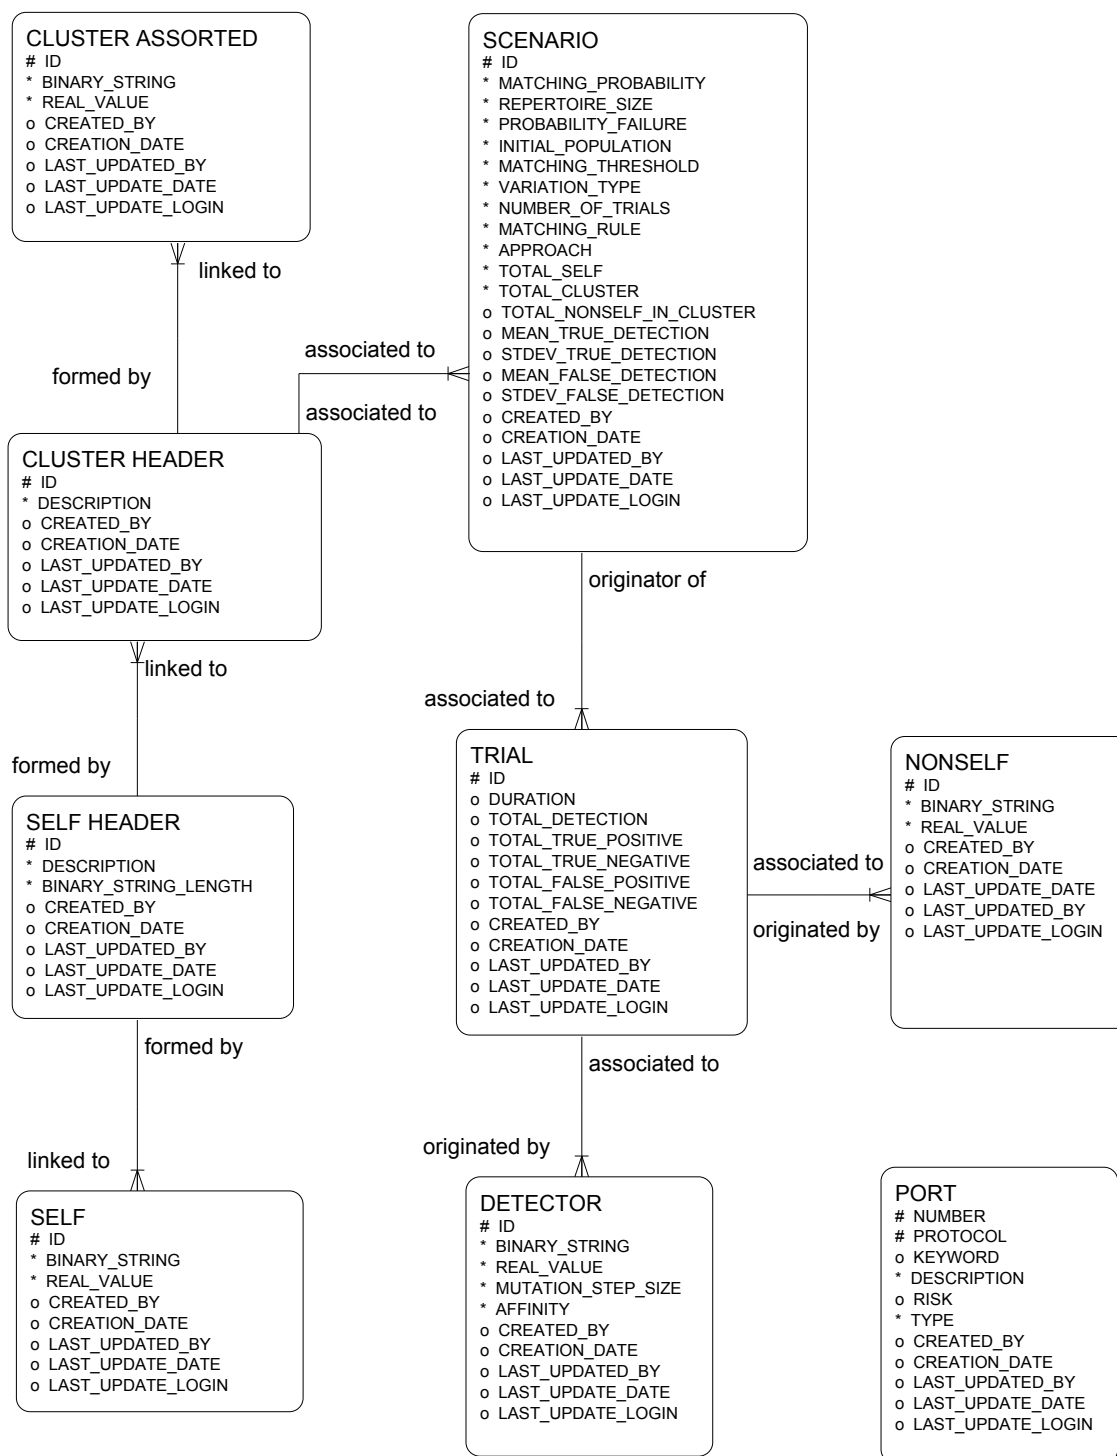 CLUSTER ASSORTED
# ID
* BINARY_STRING
* REAL_VALUE
o CREATED_BY
o CREATION_DATE
o LAST_UPDATED_BY
o LAST_UPDATE_DATE
o LAST_UPDATE_LOGIN
linked to
formed by
SCENARIO
# ID
* MATCHING_PROBABILITY
* REPERTOIRE_SIZE
* PROBABILITY_FAILURE
* INITIAL_POPULATION
* MATCHING_THRESHOLD
* VARIATION_TYPE
* NUMBER_OF_TRIALS
* MATCHING_RULE
* APPROACH
* TOTAL_SELF
* TOTAL_CLUSTER
o TOTAL_NONSELF_IN_CLUSTER
o MEAN_TRUE_DETECTION
o STDEV_TRUE_DETECTION
o MEAN_FALSE_DETECTION
o STDEV_FALSE_DETECTION
o CREATED_BY
o CREATION_DATE
o LAST_UPDATED_BY
o LAST_UPDATE_DATE
o LAST_UPDATE_LOGIN
associated to
associated to
CLUSTER HEADER
# ID
* DESCRIPTION
o CREATED_BY
o CREATION_DATE
o LAST_UPDATED_BY
o LAST_UPDATE_DATE
o LAST_UPDATE_LOGIN
linked to
formed by
originator of
associated to
SELF HEADER
# ID
* DESCRIPTION
* BINARY_STRING_LENGTH
o CREATED_BY
o CREATION_DATE
o LAST_UPDATED_BY
o LAST_UPDATE_DATE
o LAST_UPDATE_LOGIN
formed by
linked to
TRIAL
# ID
o DURATION
o TOTAL_DETECTION
o TOTAL_TRUE_POSITIVE
o TOTAL_TRUE_NEGATIVE
o TOTAL_FALSE_POSITIVE
o TOTAL_FALSE_NEGATIVE
o CREATED_BY
o CREATION_DATE
o LAST_UPDATED_BY
o LAST_UPDATE_DATE
o LAST_UPDATE_LOGIN
associated to
originated by
NONSELF
# ID
* BINARY_STRING
* REAL_VALUE
o CREATED_BY
o CREATION_DATE
o LAST_UPDATE_DATE
o LAST_UPDATED_BY
o LAST_UPDATE_LOGIN
associated to
originated by
SELF
# ID
* BINARY_STRING
* REAL_VALUE
o CREATED_BY
o CREATION_DATE
o LAST_UPDATED_BY
o LAST_UPDATE_DATE
o LAST_UPDATE_LOGIN
DETECTOR
# ID
* BINARY_STRING
* REAL_VALUE
* MUTATION_STEP_SIZE
* AFFINITY
o CREATED_BY
o CREATION_DATE
o LAST_UPDATED_BY
o LAST_UPDATE_DATE
o LAST_UPDATE_LOGIN
PORT
# NUMBER
# PROTOCOL
o KEYWORD
* DESCRIPTION
o RISK
* TYPE
o CREATED_BY
o CREATION_DATE
o LAST_UPDATED_BY
o LAST_UPDATE_DATE
o LAST_UPDATE_LOGIN